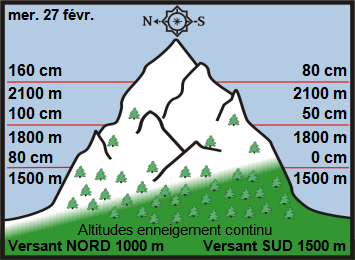 mer. 27 févr.
N S
160 cm 80 cm
2100 m 2100 m
100 cm 50 cm
1800 m 1800 m
80 cm 0 cm
1500 m 1500 m
Altitudes enneigement continu
Versant NORD 1000 m Versant SUD 1500 m